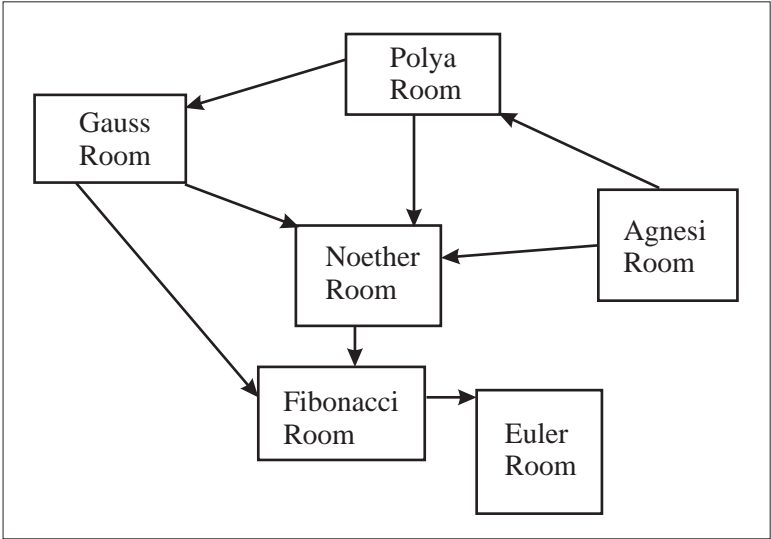 Polya
Room
Gauss
Room
Agnesi
Room
Noether
Room
Fibonacci
Room
Euler
Room